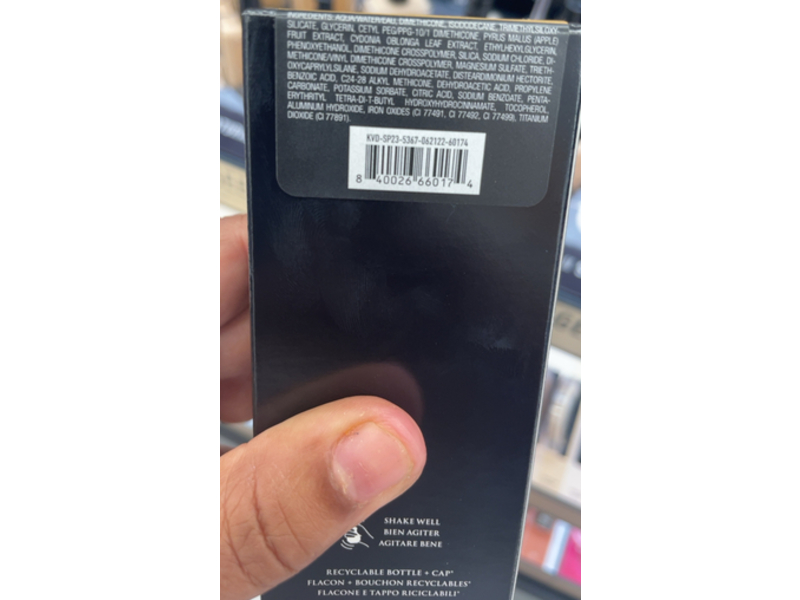 INGREDIENTS: AQUA/WATER/EAU, DIMETHICONE, ISODODECANE, TRIMETHYLSILOXY-
SILICATE, GLYCERIN, CETYL PEG/PPG-10/1 DIMETHICONE, PYRUS MALUS (APPLE)
FRUIT EXTRACT, CYDONIA OBLONGA LEAF EXTRACT, ETHYLHEXYLGLYCERIN,
PHENOXYETHANOL, DIMETHICONE CROSSPOLYMER, SILICA, SODIUM CHLORIDE, DI-
METHICONE/VINYL DIMETHICONE CROSSPOLYMER, MAGNESIUM SULFATE, TRIETH-
OXYCAPRYLYLSILANE, SODIUM DEHYDROACETATE, DISTEARDIMONIUM HECTORITE,
BENZOIC ACID, C24-28 ALKYL METHICONE, DEHYDROACETIC ACID, PROPYLENE
CARBONATE, POTASSIUM SORBATE, CITRIC ACID, SODIUM BENZOATE, PENTA-
ERYTHRITYL TETRA-DI-T-BUTYL HYDROXYHYDROCINNAMATE, TOCOPHEROL,
ALUMINUM HYDROXIDE, IRON OXIDES (CI 77491, CI 77492, CI 77499), TITANIUM
DIOXIDE (CI 77891).
KVD-SP23-5367-062122-60174
8 40026 66017 4
SHAKE WELL
BIEN AGITER
AGITARE BENE
RECYCLABLE BOTTLE + CAP*
FLACON + BOUCHON RECYCLABLES*
FLACONE E TAPPO RICICLABILI*